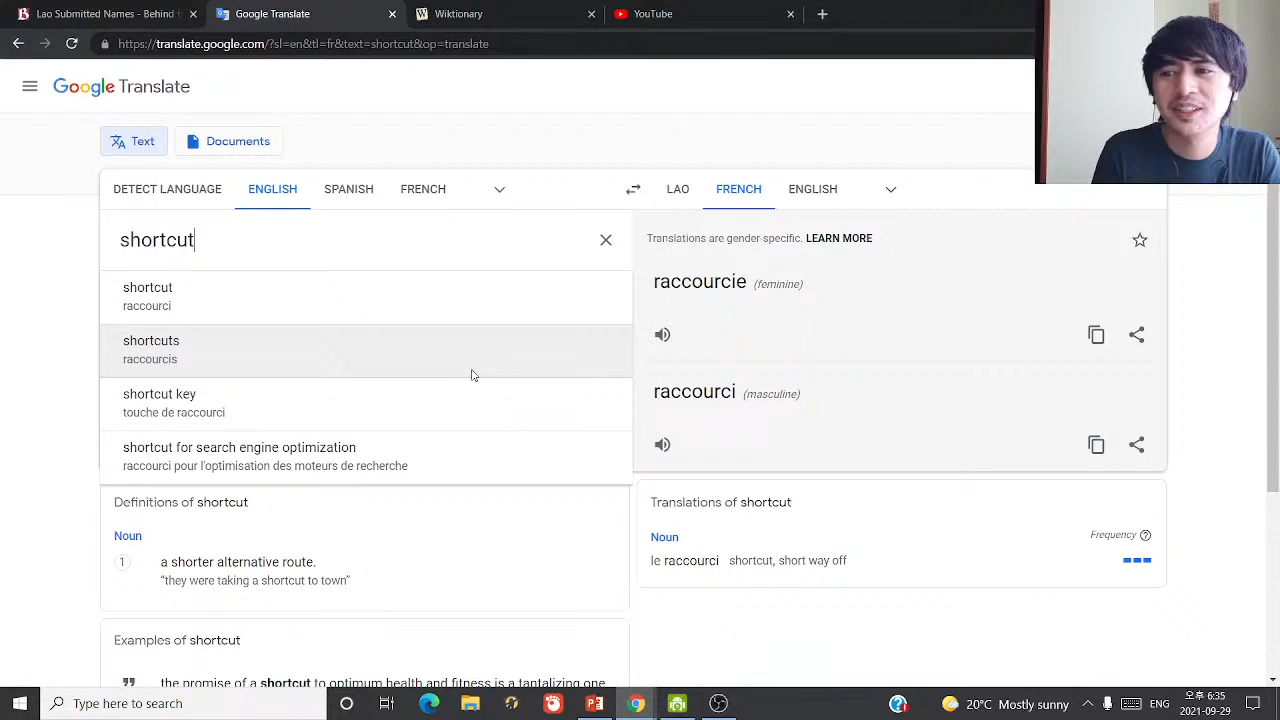 Lao Submitted Names - Behind t
Google Translate
Wiktionary
YouTube
https://translate.google.com/?sl=en&tl=fr&text=shortcut&op=translate
Google Translate
Text
Documents
DETECT LANGUAGE
ENGLISH
SPANISH
FRENCH
LAO
FRENCH
ENGLISH
shortcut
shortcut
raccourci
shortcuts
raccourcis
shortcut key
touche de raccourci
shortcut for search engine optimization
raccourci pour l'optimisation des moteurs de recherche
Translations are gender-specific. LEARN MORE
raccourcie (feminine)
raccourci (masculine)
Definitions of shortcut
Noun
1 a shorter alternative route.
"they were taking a shortcut to town"
Translations of shortcut
Noun
Frequency
le raccourci shortcut, short way off
Examples of shortcut
the promise of a shortcut to optimum health and fitness is a tantalizing one
Type here to search
20°C Mostly sunny
ENG
오후 6:35
2021-09-29